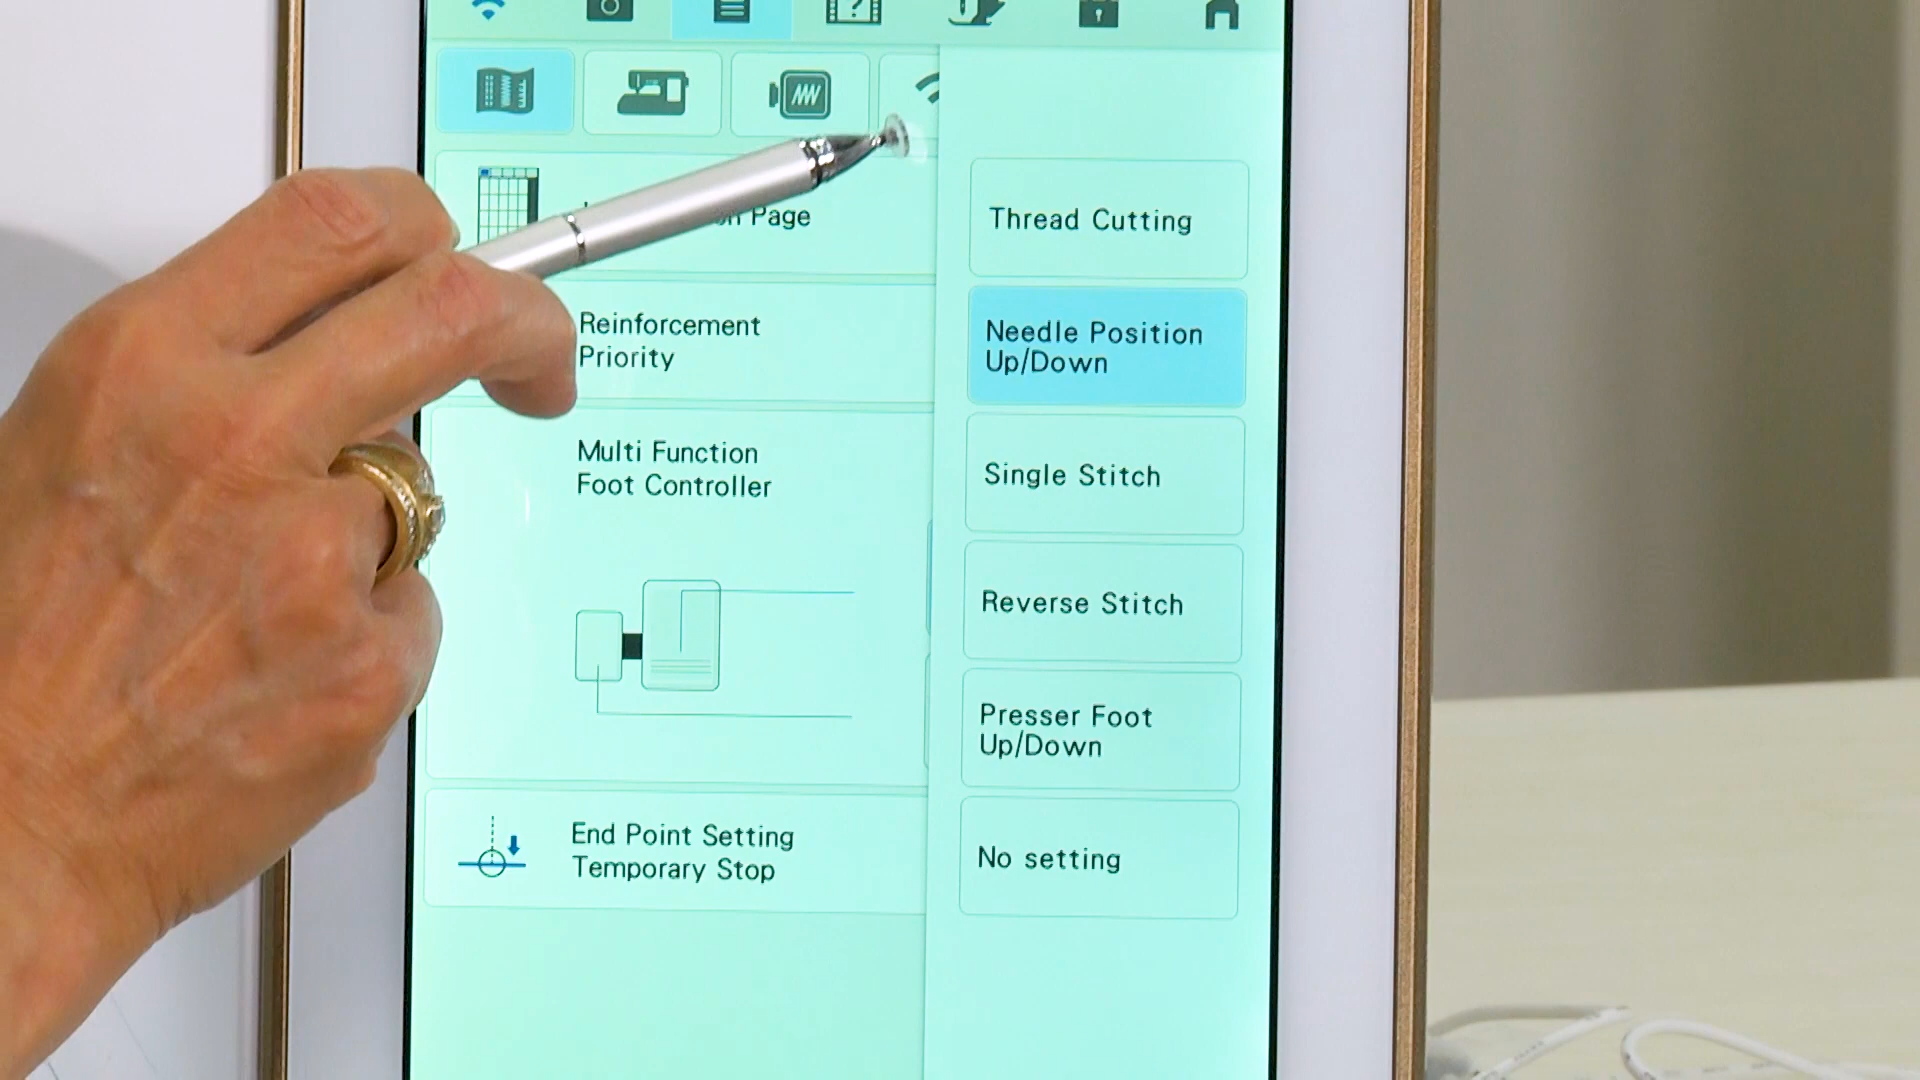 Page
Reinforcement
Priority
Multi Function
Foot Controller
End Point Setting
Temporary Stop
Thread Cutting
Needle Position
Up/Down
Single Stitch
Reverse Stitch
Presser Foot
Up/Down
No setting